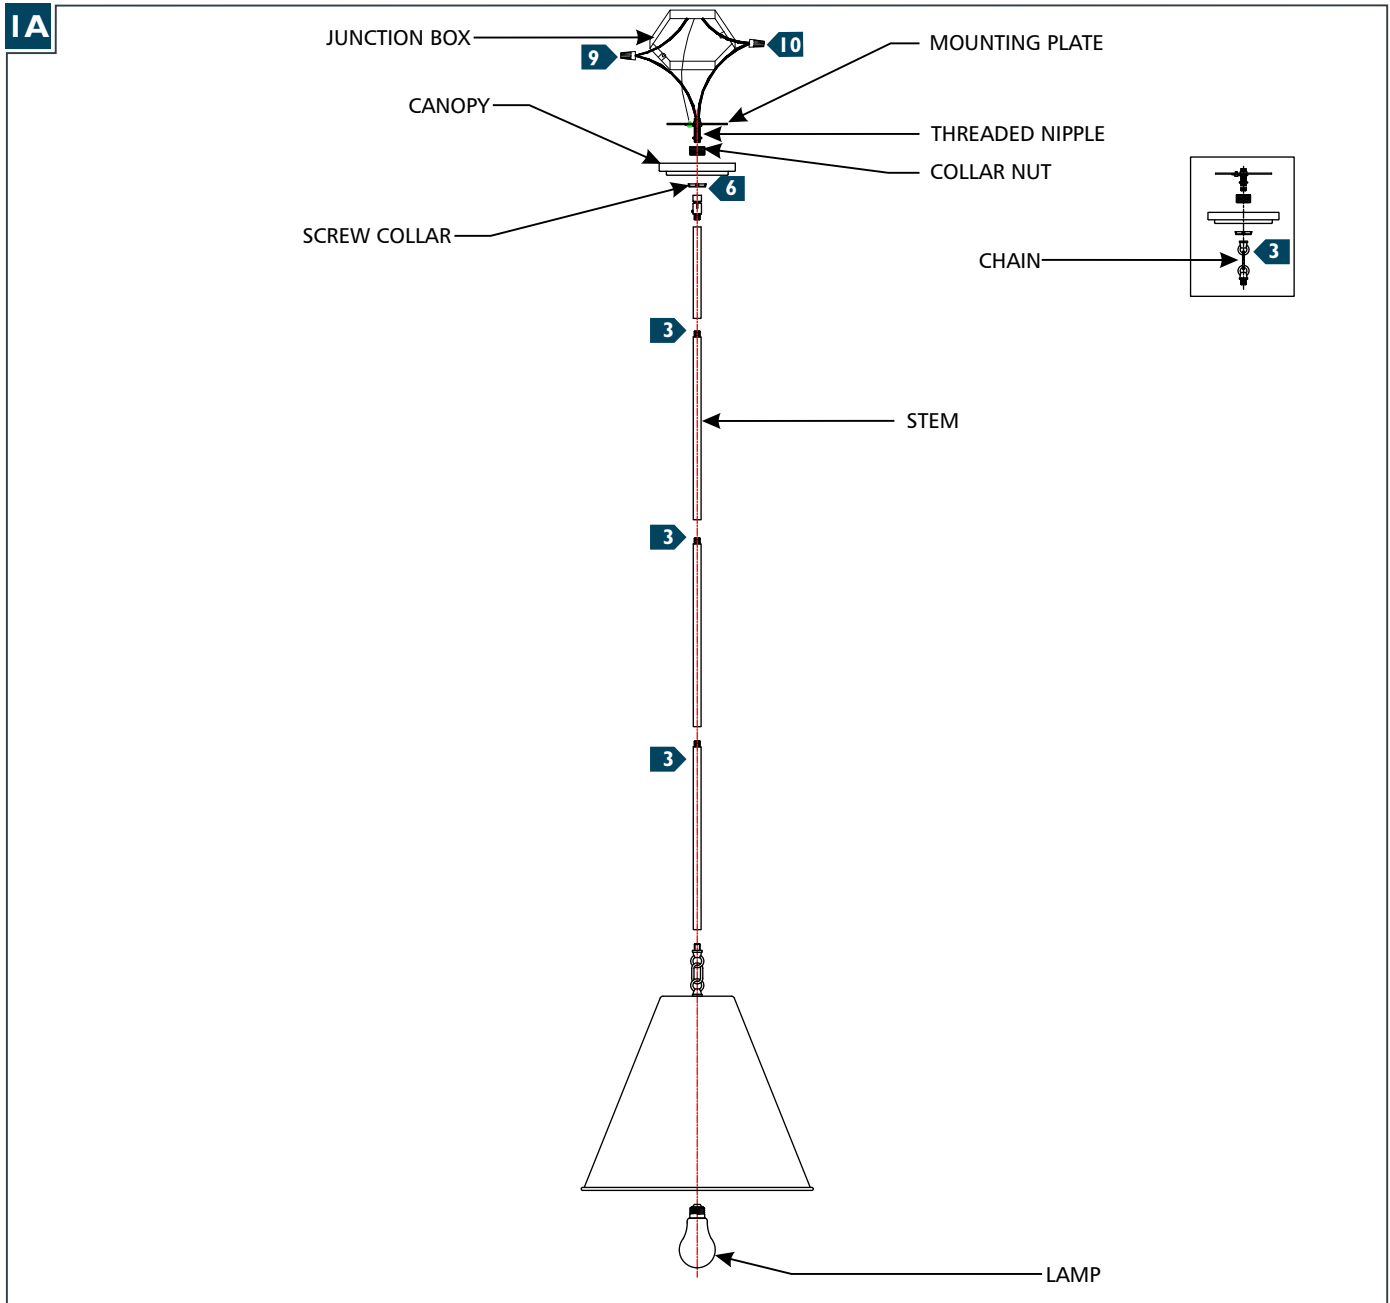 1A
JUNCTION BOX
9
10
MOUNTING PLATE
CANOPY
THREADED NIPPLE
COLLAR NUT
6
SCREW COLLAR
CHAIN
3
3
STEM
3
3
LAMP